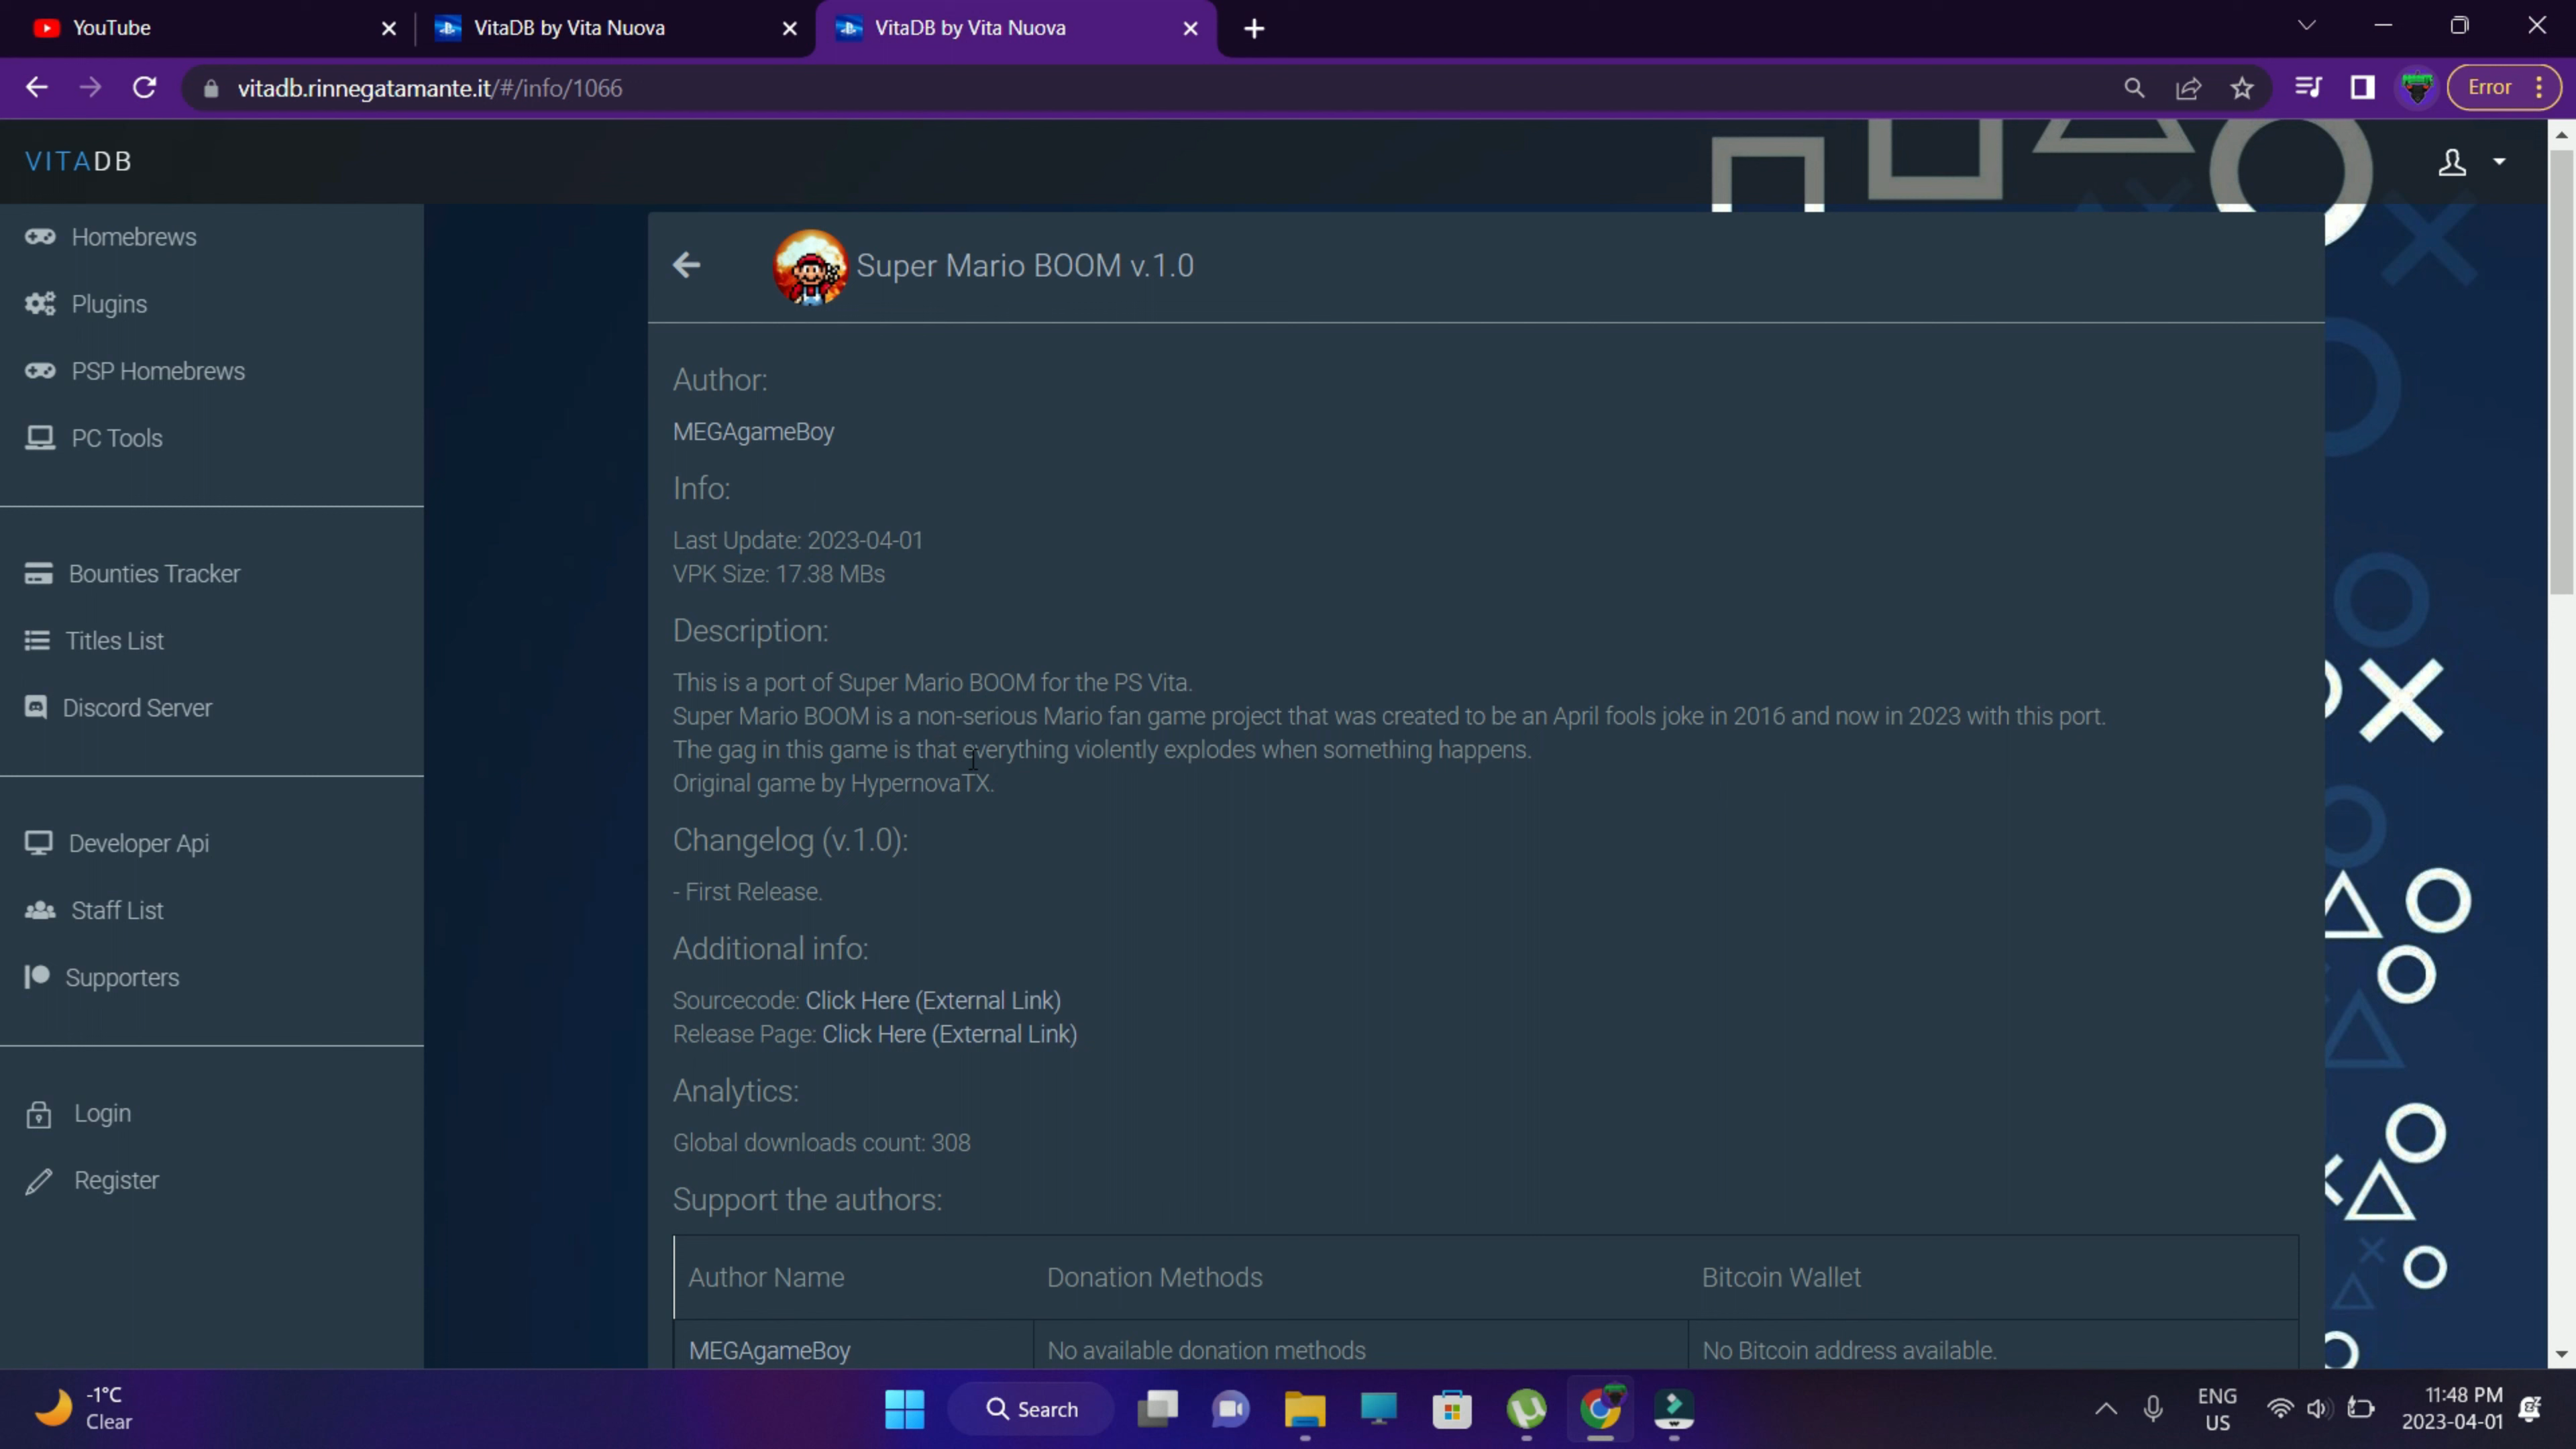 YouTube
VitaDB by Vita Nuova
VitaDB by Vita Nuova
vitadb.rinnegatamante.it/#/info/1066
Error
VITADB
Homebrews
Plugins
PSP Homebrews
PC Tools
Bounties Tracker
Titles List
Discord Server
Developer Api
Staff List
Supporters
Login
Register
Super Mario BOOM v.1.0
Author:
MEGAgameBoy
Info:
Last Update: 2023-04-01
VPK Size: 17.38 MBs
Description:
This is a port of Super Mario BOOM for the PS Vita.
Super Mario BOOM is a non-serious Mario fan game project that was created to be an April fools joke in 2016 and now in 2023 with this port.
The gag in this game is that everything violently explodes when something happens.
Original game by HypernovaTX.
Changelog (v.1.0):
- First Release.
Additional info:
Sourcecode: Click Here (External Link)
Release Page: Click Here (External Link)
Analytics:
Global downloads count: 308
Support the authors:
Author Name Donation Methods Bitcoin Wallet
MEGAgameBoy No available donation methods No Bitcoin address available.
-1°C
Clear
Search
ENG
US
11:48 PM
2023-04-01